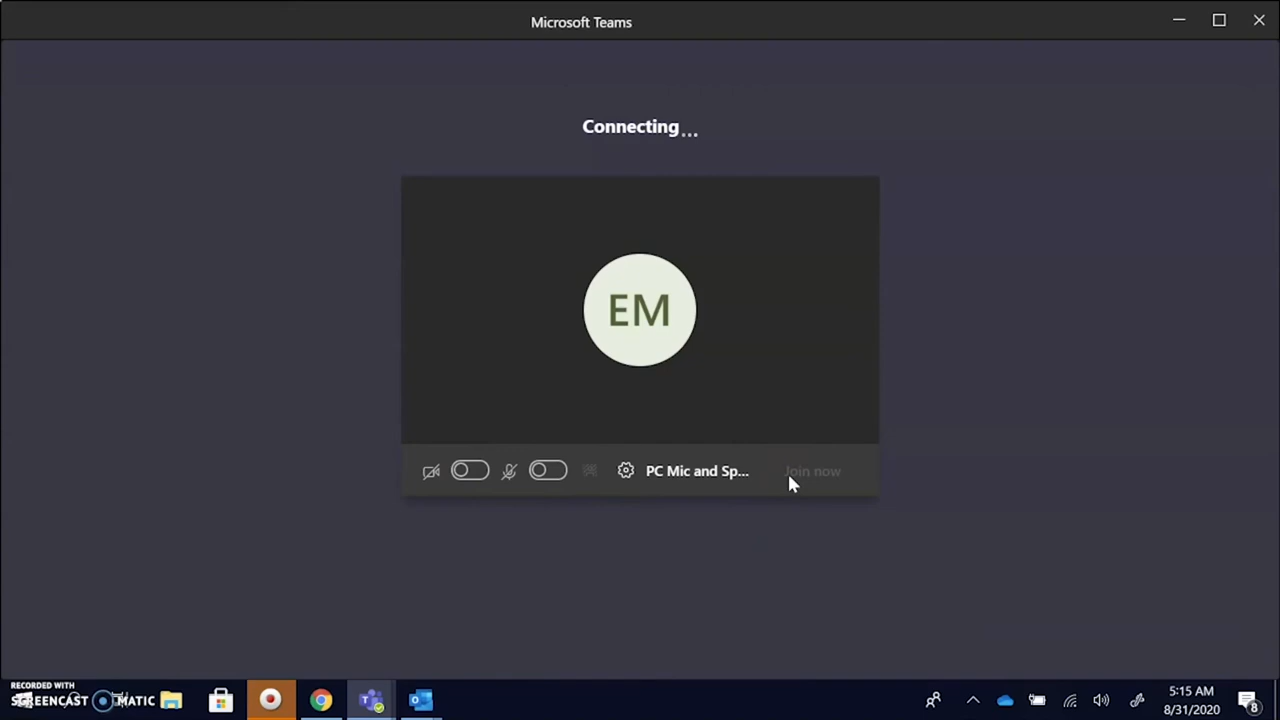 Microsoft Teams
Connecting...
EM
PC Mic and Sp...
Join now
RECORDED WITH
SCREENCAST MATIC
5:15 AM
8/31/2020
8